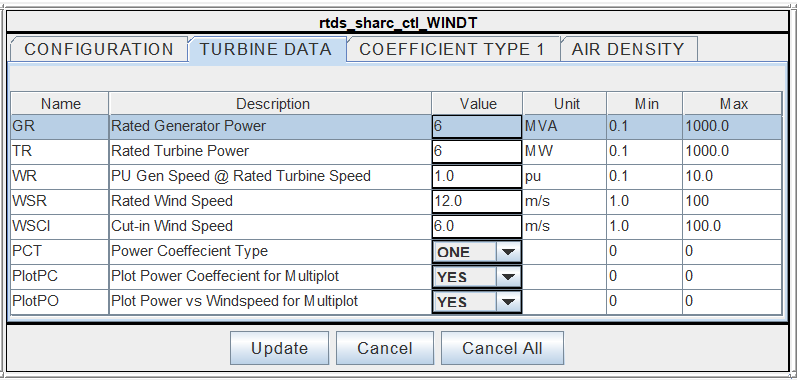 rtds_sharc_ctl_WINDT
CONFIGURATION TURBINE DATA COEFFICIENT TYPE 1 AIR DENSITY
Name Description Value Unit Min Max
GR Rated Generator Power 6 MVA 0.1 1000.0
TR Rated Turbine Power 6 MW 0.1 1000.0
WR PU Gen Speed @ Rated Turbine Speed 1.0 pu 0.1 10.0
WSR Rated Wind Speed 12.0 m/s 1.0 100
WSCI Cut-in Wind Speed 6.0 m/s 1.0 100.0
PCT Power Coeffecient Type ONE 0 0
PlotPC Plot Power Coeffecient for Multiplot YES 0 0
PlotPO Plot Power vs Windspeed for Multiplot YES 0 0
Update Cancel Cancel All